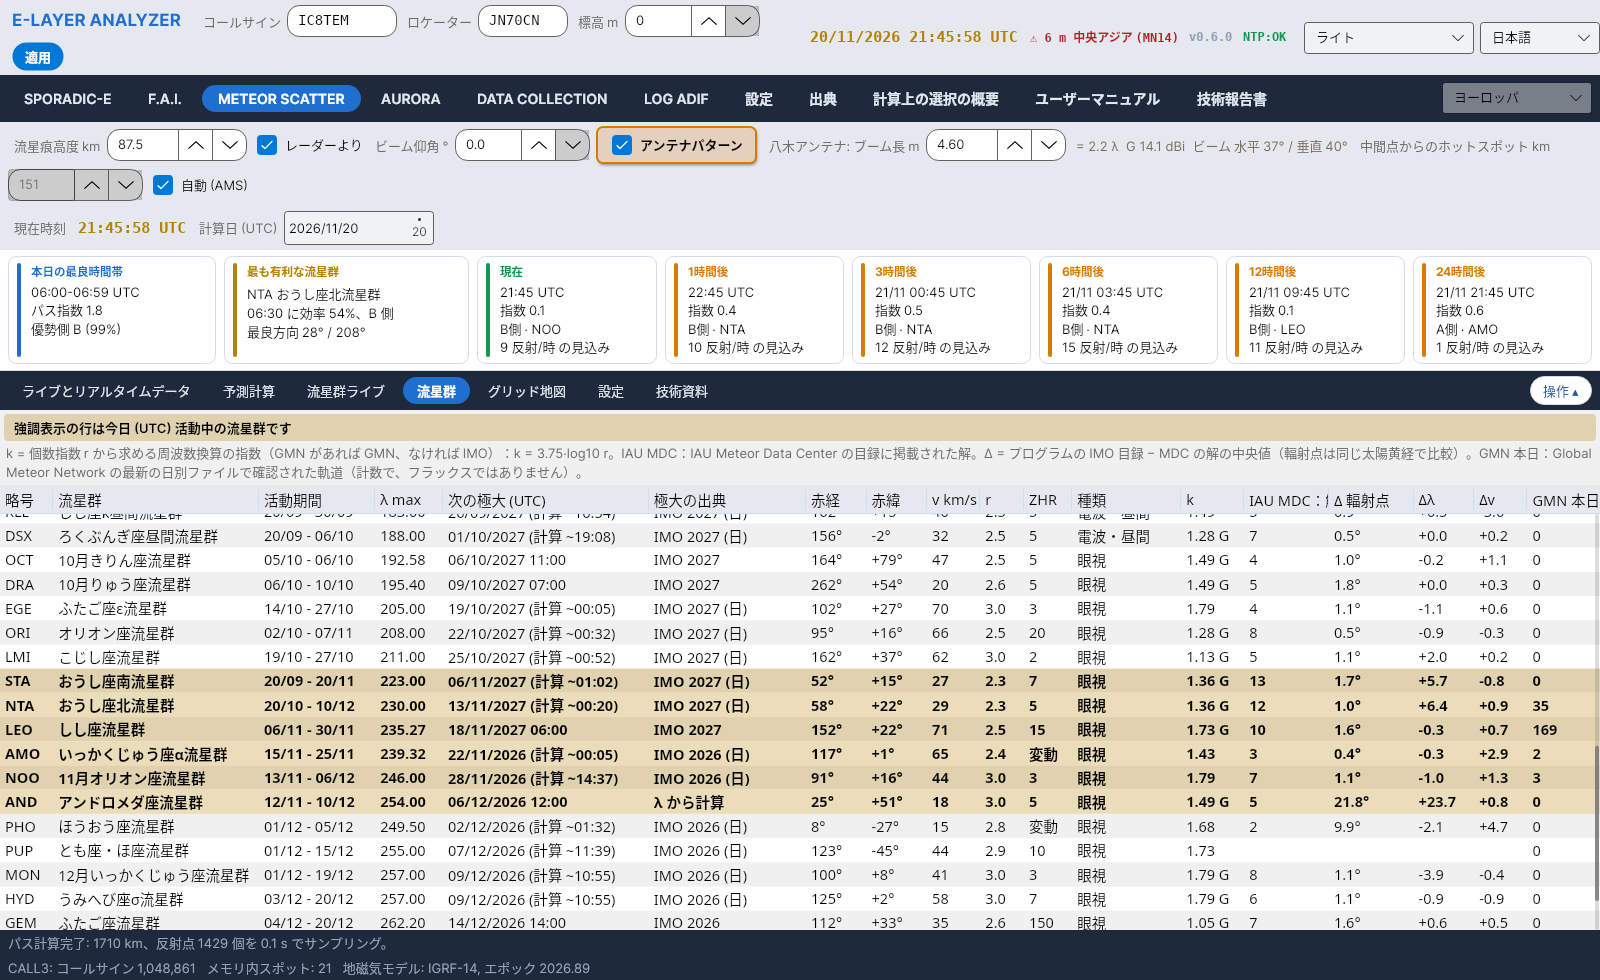 E-LAYER ANALYZER コールサイン IC8TEM ロケーター JN70CN 標高 m 0
適用
20/11/2026 21:45:58 UTC ⚠ 6 m 中央アジア (MN14) v0.6.0 NTP:OK ライト 日本語
SPORADIC-E F.A.I. METEOR SCATTER AURORA DATA COLLECTION LOG ADIF 設定 出典 計算上の選択の概要 ユーザーマニュアル 技術報告書 ヨーロッパ
流星痕高度 km 87.5 レーダーより ビーム仰角 ° 0.0 アンテナパターン 八木アンテナ: ブーム長 m 4.60 = 2.2 λ G 14.1 dBi ビーム 水平 37° / 垂直 40° 中間点からのホットスポット km
151 自動 (AMS)
現在時刻 21:45:58 UTC 計算日 (UTC) 2026/11/20 20
本日の最良時間帯
06:00-06:59 UTC
パス指数 1.8
優勢側 B (99%)
最も有利な流星群
NTA おうし座北流星群
06:30 に効率 54%、B 側
最良方向 28° / 208°
現在
21:45 UTC
指数 0.1
B側 · NOO
9 反射/時 の見込み
1時間後
22:45 UTC
指数 0.4
B側 · NTA
10 反射/時 の見込み
3時間後
21/11 00:45 UTC
指数 0.5
B側 · NTA
12 反射/時 の見込み
6時間後
21/11 03:45 UTC
指数 0.4
B側 · NTA
15 反射/時 の見込み
12時間後
21/11 09:45 UTC
指数 0.1
B側 · LEO
11 反射/時 の見込み
24時間後
21/11 21:45 UTC
指数 0.6
A側 · AMO
1 反射/時 の見込み
ライブとリアルタイムデータ 予測計算 流星群ライブ 流星群 グリッド地図 設定 技術資料 操作 ▴
強調表示の行は今日 (UTC) 活動中の流星群です
k = 個数指数 r から求める周波数換算の指数（GMN があれば GMN、なければ IMO）：k = 3.75·log10 r。IAU MDC：IAU Meteor Data Center の目録に掲載された解。Δ = プログラムの IMO 目録 − MDC の解の中央値（輻射点は同じ太陽黄経で比較）。GMN 本日：Global
Meteor Network の最新の日別ファイルで確認された軌道（計数で、フラックスではありません）。
略号 流星群 活動期間 λ max 次の極大 (UTC) 極大の出典 赤経 赤緯 v km/s r ZHR 種類 k IAU MDC： Δ 輻射点 Δλ Δv GMN 本日
DSX ろくぶんぎ座昼間流星群 20/09 - 06/10 188.00 01/10/2027 (計算 ~19:08) IMO 2027 (日) 156° -2° 32 2.5 5 電波・昼間 1.28 G 7 0.5° +0.0 +0.2 0
OCT 10月きりん座流星群 05/10 - 06/10 192.58 06/10/2027 11:00 IMO 2027 164° +79° 47 2.5 5 眼視 1.49 G 4 1.0° -0.2 +1.1 0
DRA 10月りゅう座流星群 06/10 - 10/10 195.40 09/10/2027 07:00 IMO 2027 262° +54° 20 2.6 5 眼視 1.49 G 5 1.8° +0.0 +0.3 0
EGE ふたご座ε流星群 14/10 - 27/10 205.00 19/10/2027 (計算 ~00:05) IMO 2027 (日) 102° +27° 70 3.0 3 眼視 1.79 4 1.1° -1.1 +0.6 0
ORI オリオン座流星群 02/10 - 07/11 208.00 22/10/2027 (計算 ~00:32) IMO 2027 (日) 95° +16° 66 2.5 20 眼視 1.28 G 8 0.5° -0.9 -0.3 0
LMI こじし座流星群 19/10 - 27/10 211.00 25/10/2027 (計算 ~00:52) IMO 2027 (日) 162° +37° 62 3.0 2 眼視 1.13 G 5 1.1° +2.0 +0.2 0
STA おうし座南流星群 20/09 - 20/11 223.00 06/11/2027 (計算 ~01:02) IMO 2027 (日) 52° +15° 27 2.3 7 眼視 1.36 G 13 1.7° +5.7 -0.8 0
NTA おうし座北流星群 20/10 - 10/12 230.00 13/11/2027 (計算 ~00:20) IMO 2027 (日) 58° +22° 29 2.3 5 眼視 1.36 G 12 1.0° +6.4 +0.9 35
LEO しし座流星群 06/11 - 30/11 235.27 18/11/2027 06:00 IMO 2027 152° +22° 71 2.5 15 眼視 1.73 G 10 1.6° -0.3 +0.7 169
AMO いっかくじゅう座α流星群 15/11 - 25/11 239.32 22/11/2026 (計算 ~00:05) IMO 2026 (日) 117° +1° 65 2.4 変動 眼視 1.43 3 0.4° -0.3 +2.9 2
NOO 11月オリオン座流星群 13/11 - 06/12 246.00 28/11/2026 (計算 ~14:37) IMO 2026 (日) 91° +16° 44 3.0 3 眼視 1.79 7 1.1° -1.0 +1.3 3
AND アンドロメダ座流星群 12/11 - 10/12 254.00 06/12/2026 12:00 λ から計算 25° +51° 18 3.0 5 眼視 1.49 G 5 21.8° +23.7 +0.8 0
PHO ほうおう座流星群 01/12 - 05/12 249.50 02/12/2026 (計算 ~01:32) IMO 2026 (日) 8° -27° 15 2.8 変動 眼視 1.68 2 9.9° -2.1 +4.7 0
PUP とも座・ほ座流星群 01/12 - 15/12 255.00 07/12/2026 (計算 ~11:39) IMO 2026 (日) 123° -45° 44 2.9 10 眼視 1.73 0
MON 12月いっかくじゅう座流星群 01/12 - 19/12 257.00 09/12/2026 (計算 ~10:55) IMO 2026 (日) 100° +8° 41 3.0 3 眼視 1.79 G 8 1.1° -3.9 -0.4 0
HYD うみへび座σ流星群 03/12 - 20/12 257.00 09/12/2026 (計算 ~10:55) IMO 2026 (日) 125° +2° 58 3.0 7 眼視 1.79 G 6 1.1° -0.9 -0.9 0
GEM ふたご座流星群 04/12 - 20/12 262.20 14/12/2026 14:00 IMO 2026 112° +33° 35 2.6 150 眼視 1.05 G 7 1.6° +0.6 +0.5 0
パス計算完了: 1710 km、反射点 1429 個を 0.1 s でサンプリング。
CALL3: コールサイン 1,048,861 メモリ内スポット: 21 地磁気モデル: IGRF-14, エポック 2026.89